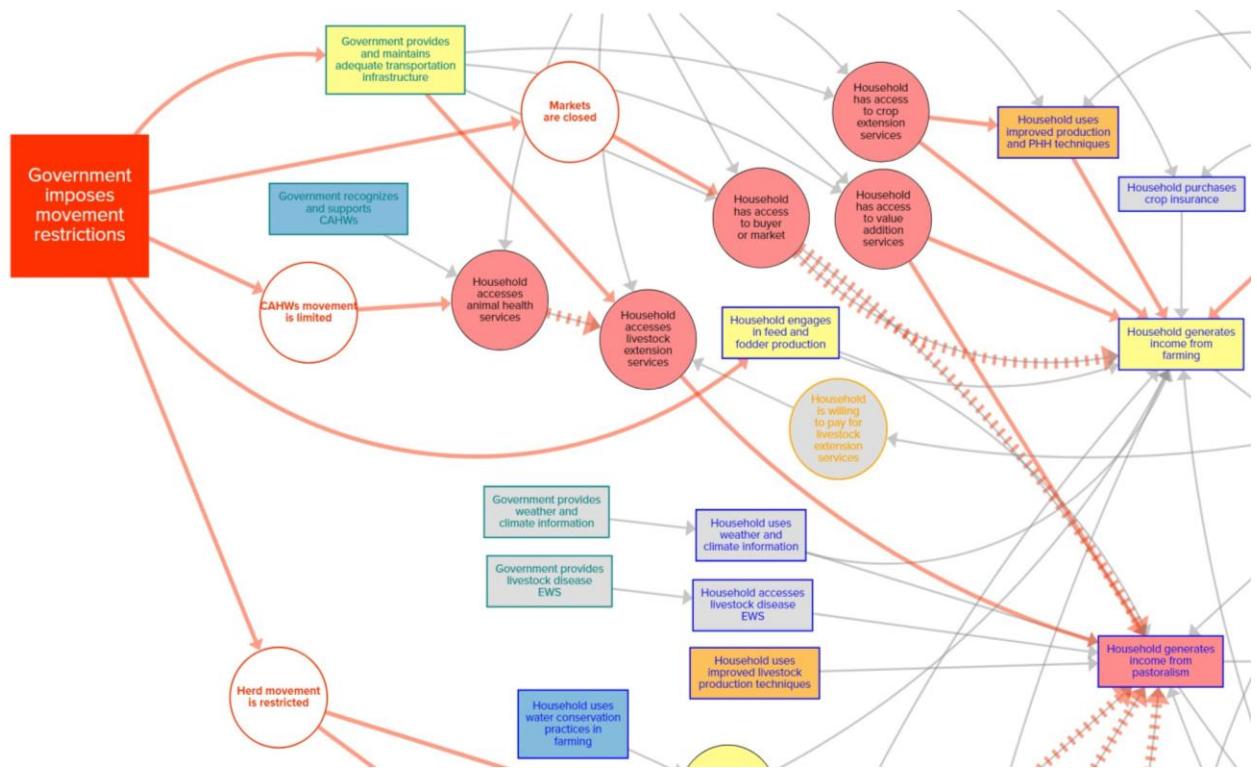 Government provides
and maintains
adequate transportation
infrastructure
Markets
are closed
Household
has access
to crop
extension
services
Household uses
improved production
and PHH techniques
Government
imposes
movement
restrictions
Government recognizes
and supports
CAHWs
Household
has access
to buyer
or market
Household
has access
to value
addition
services
Household purchases
crop insurance
CAHWs movement
is limited
Household
accesses
animal health
services
Household
accesses
livestock
extension
services
Household engages
in feed and
fodder production
Household generates
income from
farming
Household
is willing
to pay for
livestock
extension
services
Government provides
weather and
climate information
Household uses
weather and
climate information
Government provides
livestock disease
EWS
Household accesses
livestock disease
EWS
Household uses
improved livestock
production techniques
Household generates
income from
pastoralism
Herd movement
is restricted
Household uses
water conservation
practices in
farming